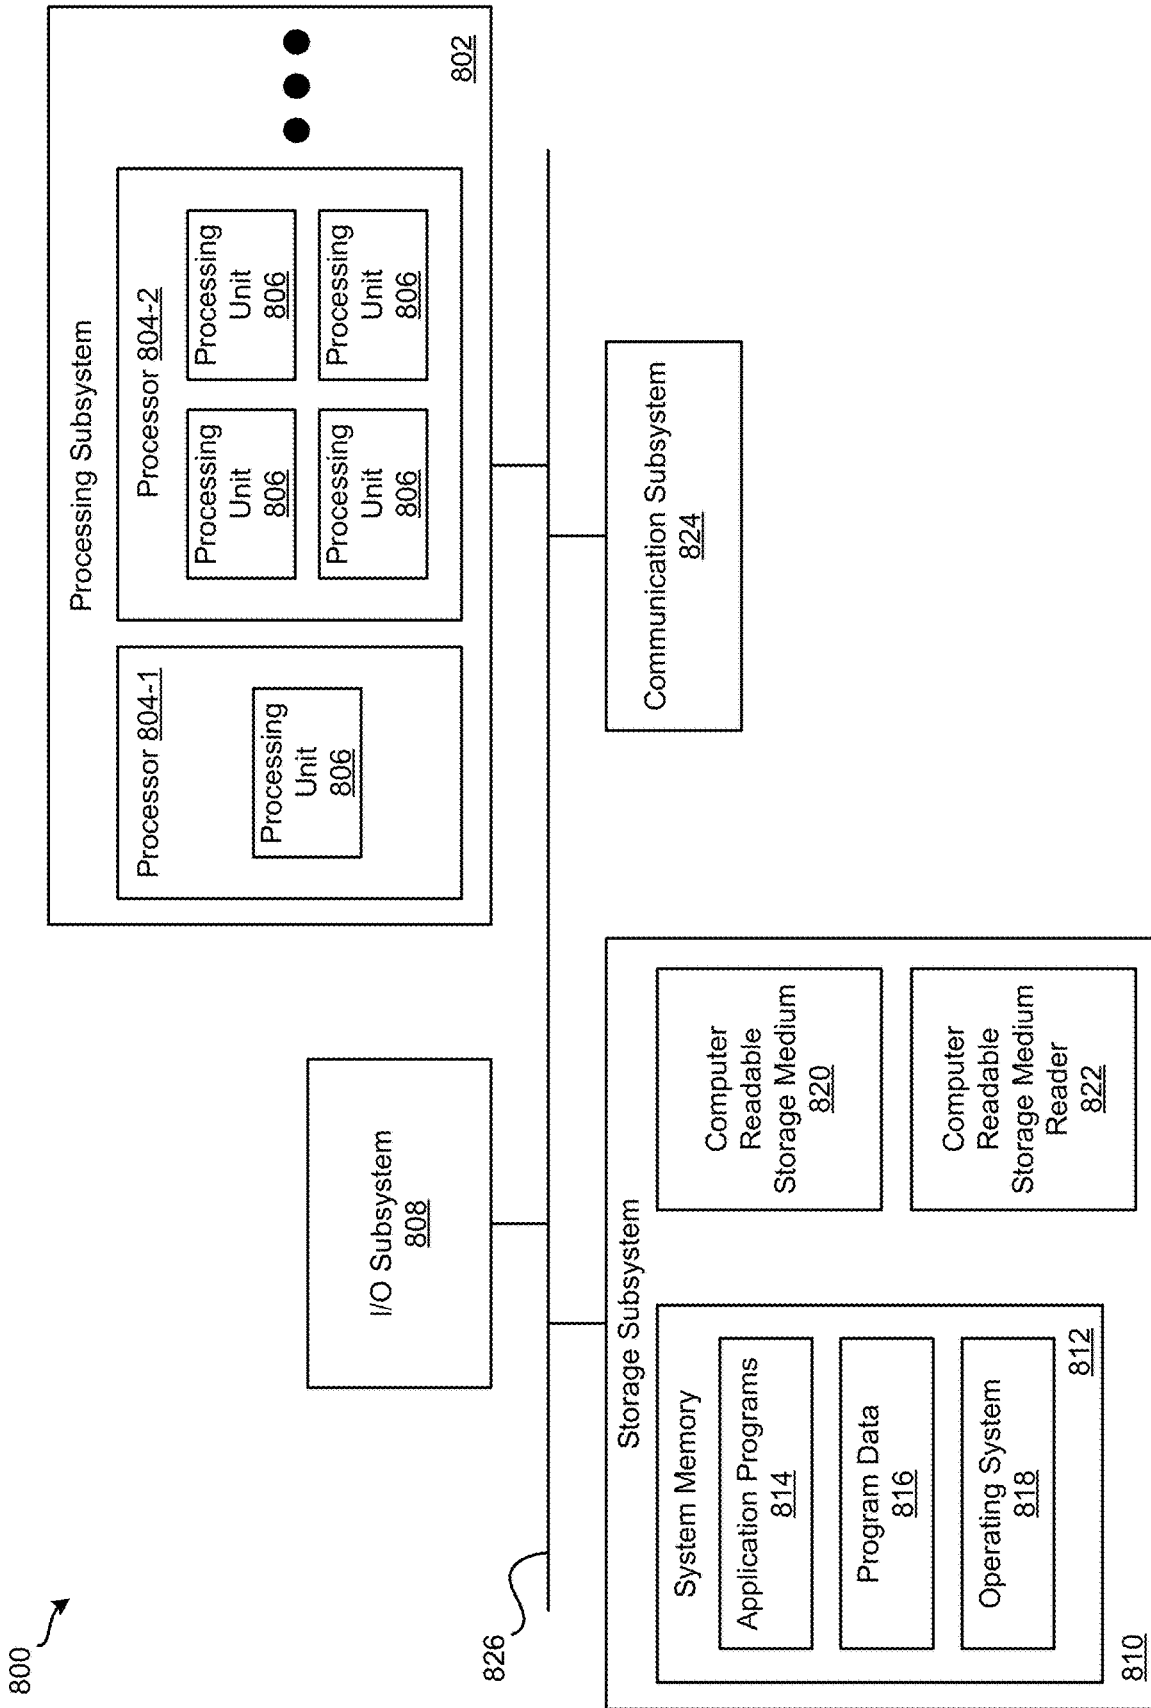 800
Processing Subsystem
Processor 804-1
Processing
Unit
806
Processor 804-2
Processing
Unit
806
Processing
Unit
806
Processing
Unit
806
Processing
Unit
806
802
I/O Subsystem
808
826
Storage Subsystem
System Memory
Application Programs
814
Program Data
816
Operating System
818
812
Computer
Readable
Storage Medium
820
Computer
Readable
Storage Medium
Reader
822
810
Communication Subsystem
824